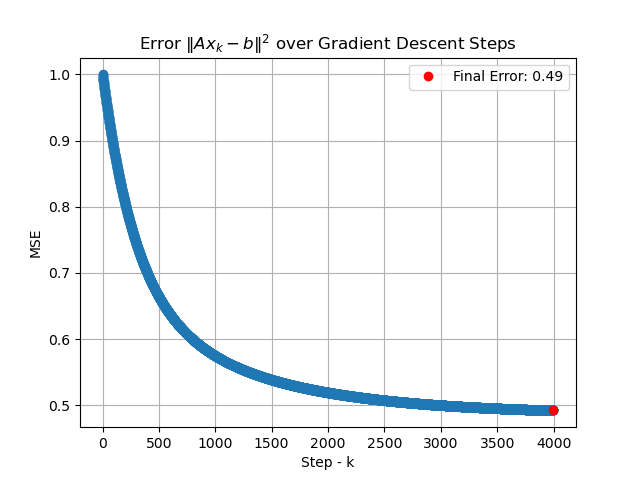 Error ‖Ax_k − b‖² over Gradient Descent Steps
Final Error: 0.49
MSE
1.0
0.9
0.8
0.7
0.6
0.5
0 500 1000 1500 2000 2500 3000 3500 4000
Step - k